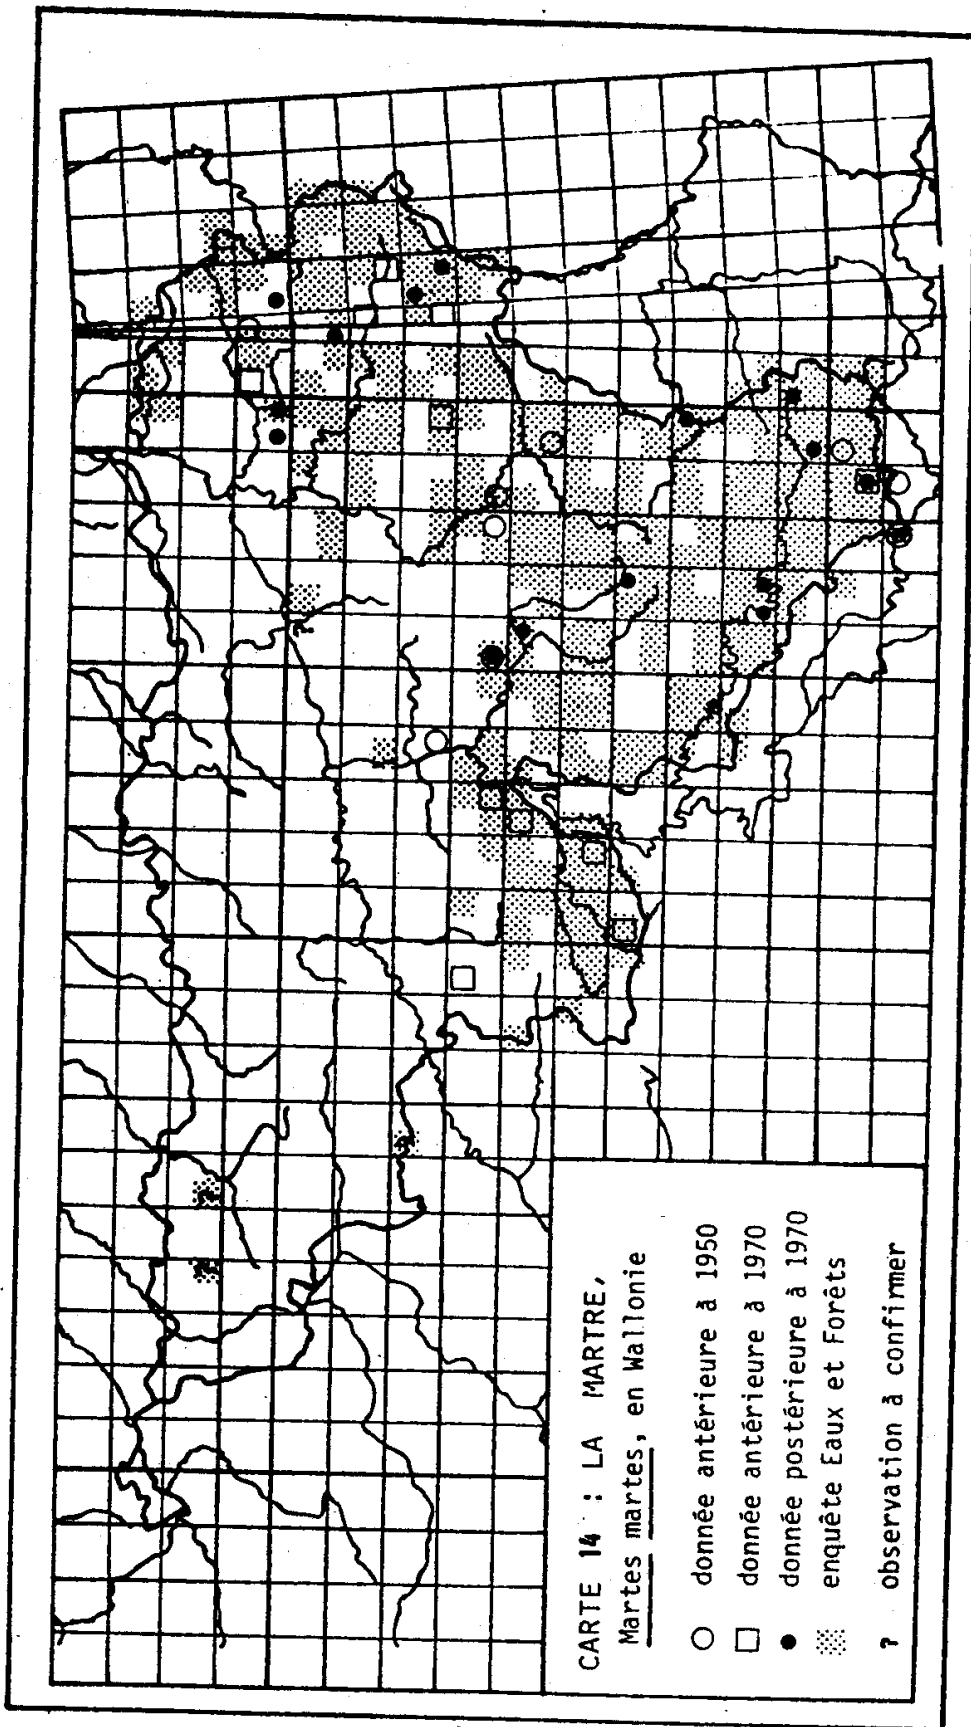 CARTE 14 : LA MARTRE,
Martes martes, en Wallonie
○ donnée antérieure à 1950
□ donnée antérieure à 1970
● donnée postérieure à 1970
enquête Eaux et Forêts
? observation à confirmer